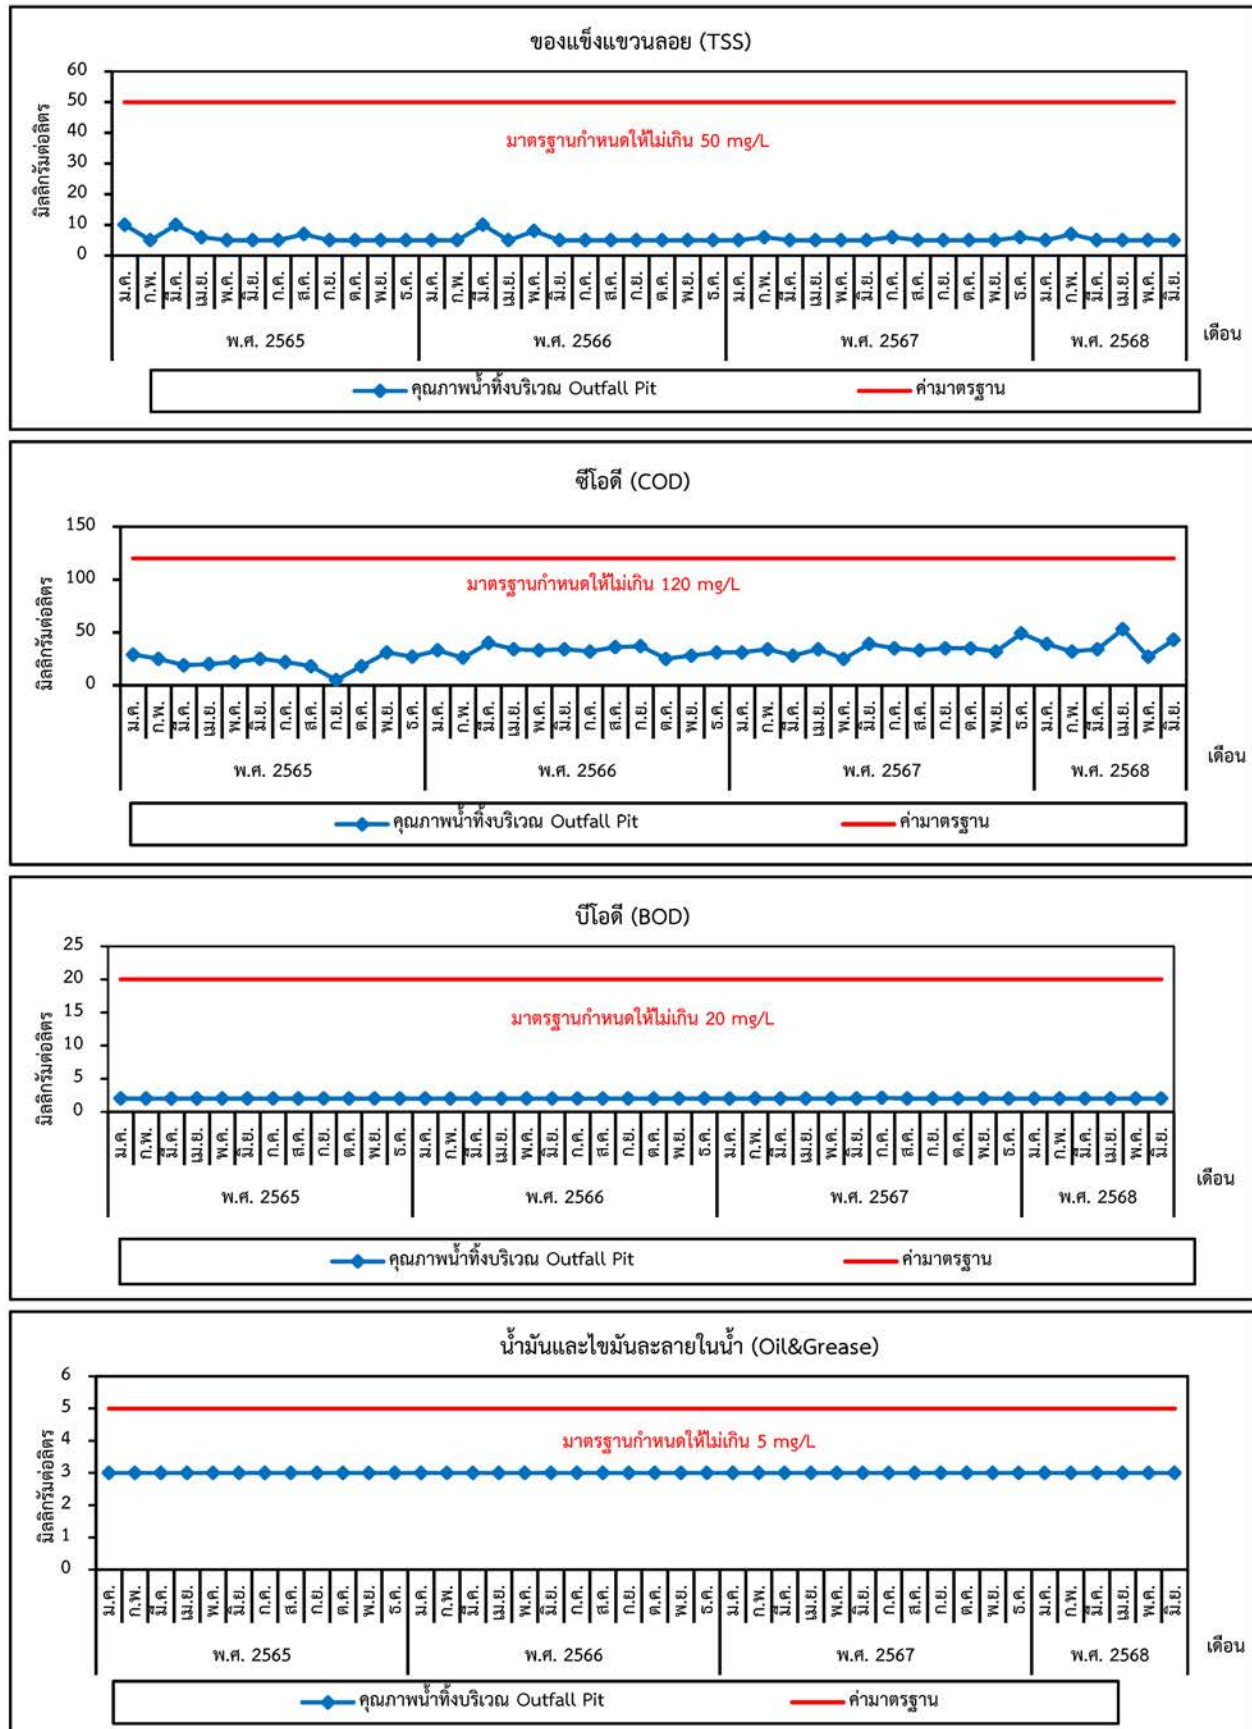 ของแข็งแขวนลอย (TSS)
มิลลิกรัมต่อลิตร
60
50
40
30
20
10
0
มาตรฐานกำหนดให้ไม่เกิน 50 mg/L
ม.ค. ก.พ. มี.ค. เม.ย. พ.ค. มิ.ย. ก.ค. ส.ค. ก.ย. ต.ค. พ.ย. ธ.ค. ม.ค. ก.พ. มี.ค. เม.ย. พ.ค. มิ.ย. ก.ค. ส.ค. ก.ย. ต.ค. พ.ย. ธ.ค. ม.ค. ก.พ. มี.ค. เม.ย. พ.ค. มิ.ย. ก.ค. ส.ค. ก.ย. ต.ค. พ.ย. ธ.ค. ม.ค. ก.พ. มี.ค. เม.ย. พ.ค. มิ.ย.
พ.ศ. 2565 พ.ศ. 2566 พ.ศ. 2567 พ.ศ. 2568 เดือน
คุณภาพน้ำทิ้งบริเวณ Outfall Pit ค่ามาตรฐาน
ซีโอดี (COD)
มิลลิกรัมต่อลิตร
150
100
50
0
มาตรฐานกำหนดให้ไม่เกิน 120 mg/L
ม.ค. ก.พ. มี.ค. เม.ย. พ.ค. มิ.ย. ก.ค. ส.ค. ก.ย. ต.ค. พ.ย. ธ.ค. ม.ค. ก.พ. มี.ค. เม.ย. พ.ค. มิ.ย. ก.ค. ส.ค. ก.ย. ต.ค. พ.ย. ธ.ค. ม.ค. ก.พ. มี.ค. เม.ย. พ.ค. มิ.ย. ก.ค. ส.ค. ก.ย. ต.ค. พ.ย. ธ.ค. ม.ค. ก.พ. มี.ค. เม.ย. พ.ค. มิ.ย.
พ.ศ. 2565 พ.ศ. 2566 พ.ศ. 2567 พ.ศ. 2568 เดือน
คุณภาพน้ำทิ้งบริเวณ Outfall Pit ค่ามาตรฐาน
บีโอดี (BOD)
มิลลิกรัมต่อลิตร
25
20
15
10
5
0
มาตรฐานกำหนดให้ไม่เกิน 20 mg/L
ม.ค. ก.พ. มี.ค. เม.ย. พ.ค. มิ.ย. ก.ค. ส.ค. ก.ย. ต.ค. พ.ย. ธ.ค. ม.ค. ก.พ. มี.ค. เม.ย. พ.ค. มิ.ย. ก.ค. ส.ค. ก.ย. ต.ค. พ.ย. ธ.ค. ม.ค. ก.พ. มี.ค. เม.ย. พ.ค. มิ.ย. ก.ค. ส.ค. ก.ย. ต.ค. พ.ย. ธ.ค. ม.ค. ก.พ. มี.ค. เม.ย. พ.ค. มิ.ย.
พ.ศ. 2565 พ.ศ. 2566 พ.ศ. 2567 พ.ศ. 2568 เดือน
คุณภาพน้ำทิ้งบริเวณ Outfall Pit ค่ามาตรฐาน
น้ำมันและไขมันละลายในน้ำ (Oil&Grease)
มิลลิกรัมต่อลิตร
6
5
4
3
2
1
0
มาตรฐานกำหนดให้ไม่เกิน 5 mg/L
ม.ค. ก.พ. มี.ค. เม.ย. พ.ค. มิ.ย. ก.ค. ส.ค. ก.ย. ต.ค. พ.ย. ธ.ค. ม.ค. ก.พ. มี.ค. เม.ย. พ.ค. มิ.ย. ก.ค. ส.ค. ก.ย. ต.ค. พ.ย. ธ.ค. ม.ค. ก.พ. มี.ค. เม.ย. พ.ค. มิ.ย. ก.ค. ส.ค. ก.ย. ต.ค. พ.ย. ธ.ค. ม.ค. ก.พ. มี.ค. เม.ย. พ.ค. มิ.ย.
พ.ศ. 2565 พ.ศ. 2566 พ.ศ. 2567 พ.ศ. 2568 เดือน
คุณภาพน้ำทิ้งบริเวณ Outfall Pit ค่ามาตรฐาน